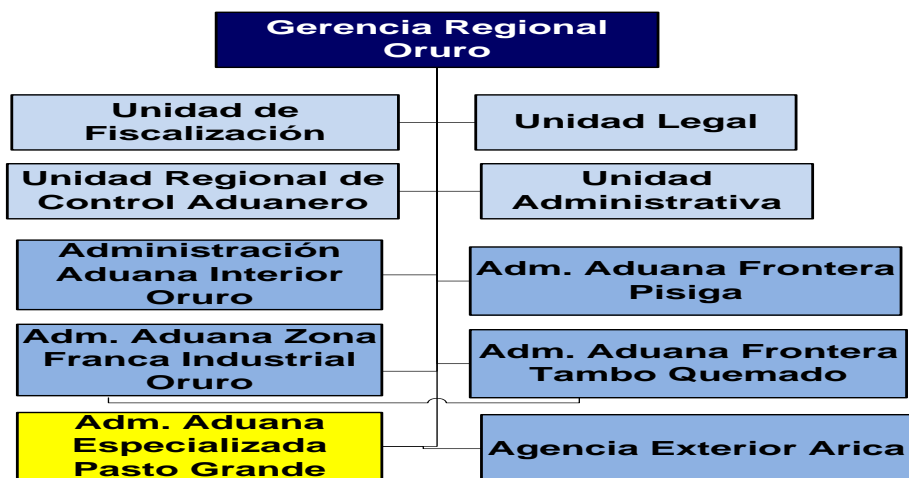 Gerencia Regional
Oruro
Unidad de
Fiscalización
Unidad Legal
Unidad Regional de
Control Aduanero
Unidad
Administrativa
Administración
Aduana Interior
Oruro
Adm. Aduana Frontera
Pisiga
Adm. Aduana Zona
Franca Industrial
Oruro
Adm. Aduana Frontera
Tambo Quemado
Adm. Aduana
Especializada
Pasto Grande
Agencia Exterior Arica